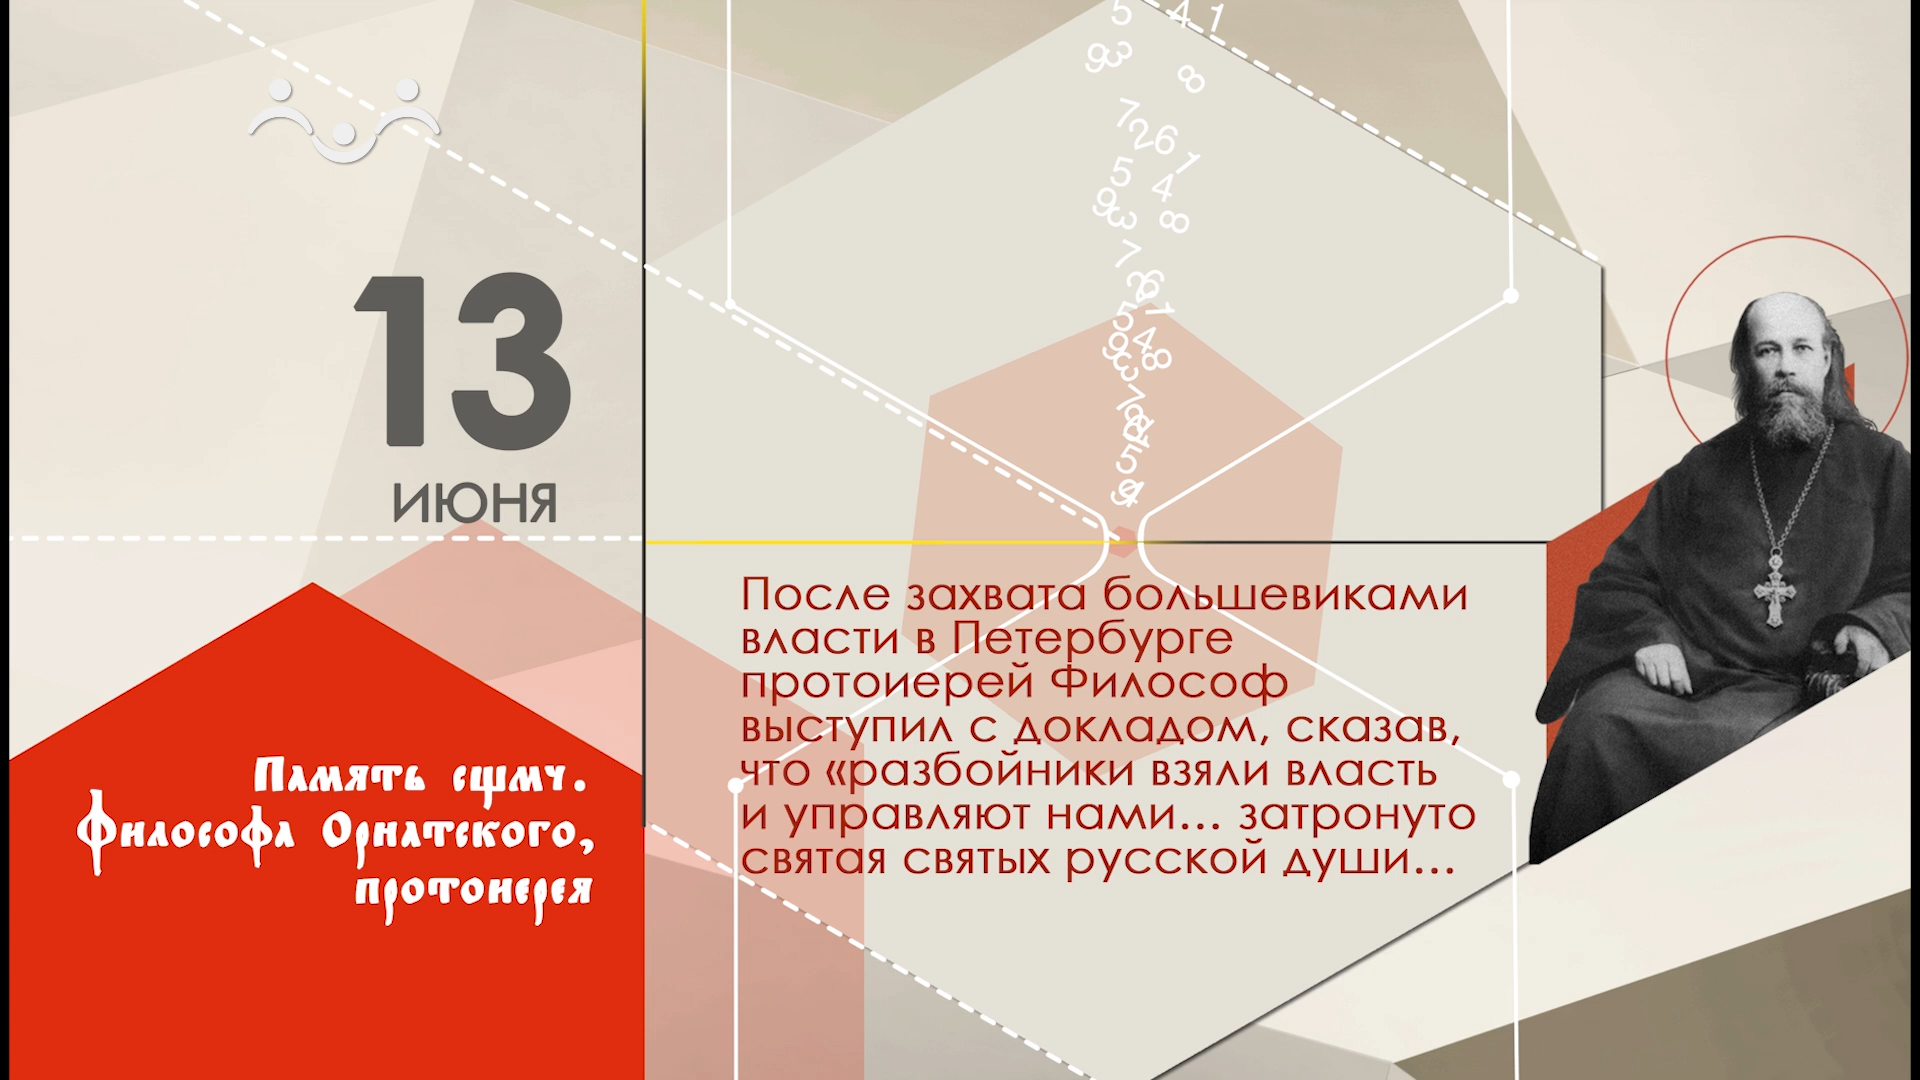 13
ИЮНЯ
Память сщмч.
Философа Орнатского,
протоиерея
После захвата большевиками
власти в Петербурге
протоиерей Философ
выступил с докладом, сказав,
что «разбойники взяли власть
и управляют нами... затронуто
святая святых русской души...